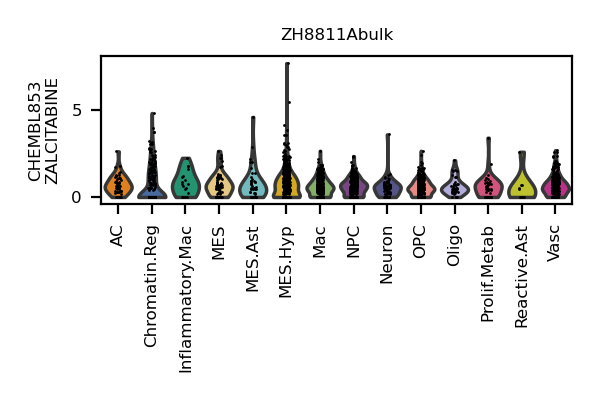 ZH8811Abulk
CHEMBL853
ZALCITABINE
5
0
AC
Chromatin.Reg
Inflammatory.Mac
MES
MES.Ast
MES.Hyp
Mac
NPC
Neuron
OPC
Oligo
Prolif.Metab
Reactive.Ast
Vasc